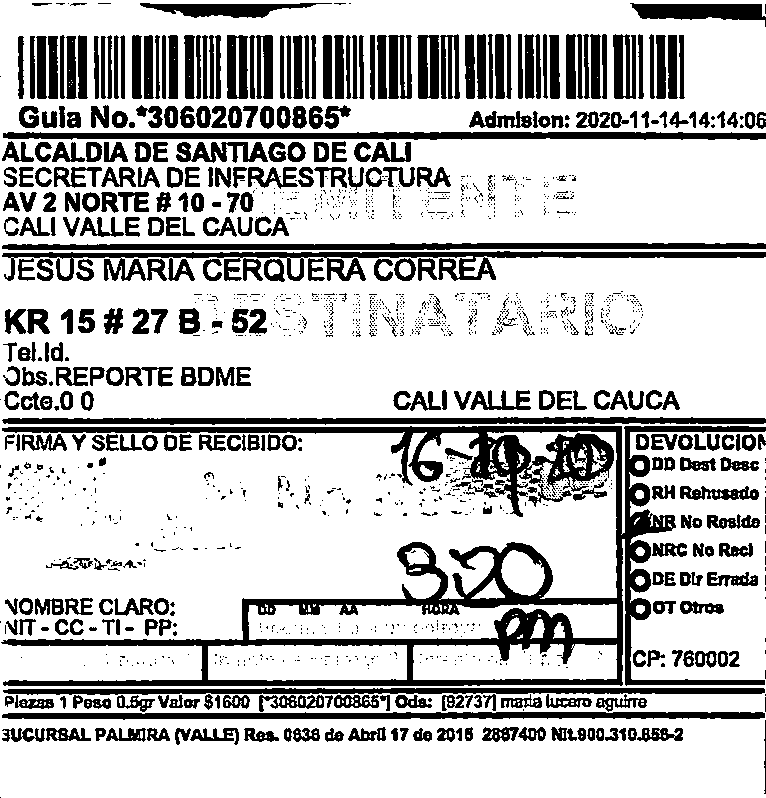 Guia No.*306020700865*
Admision: 2020-11-14-14:14:06
ALCALDIA DE SANTIAGO DE CALI
SECRETARIA DE INFRAESTRUCTURA
REMITENTE
AV 2 NORTE # 10 - 70
CALI VALLE DEL CAUCA
JESUS MARIA CERQUERA CORREA
DESTINATARIO
KR 15 # 27 B - 52
Tel.Id.
Obs.REPORTE BDME
Ccte.0 0
CALI VALLE DEL CAUCA
FIRMA Y SELLO DE RECIBIDO:
16-
No
320
pm
NOMBRE CLARO:
NIT - CC - TI - PP:
DD MM AA HORA
DEVOLUCION
DD Dest Desc
RH Rehusado
NR No Reside
NRC No Recl
DE Dir Errada
OT Otros
CP: 760002
Piezas 1 Peso 0.5gr Valor $1600 [*306020700865*] Ods: [92737] maria lucero aguirre
SUCURSAL PALMIRA (VALLE) Res. 0636 de Abril 17 de 2015 2867400 Nit.900.310.856-2